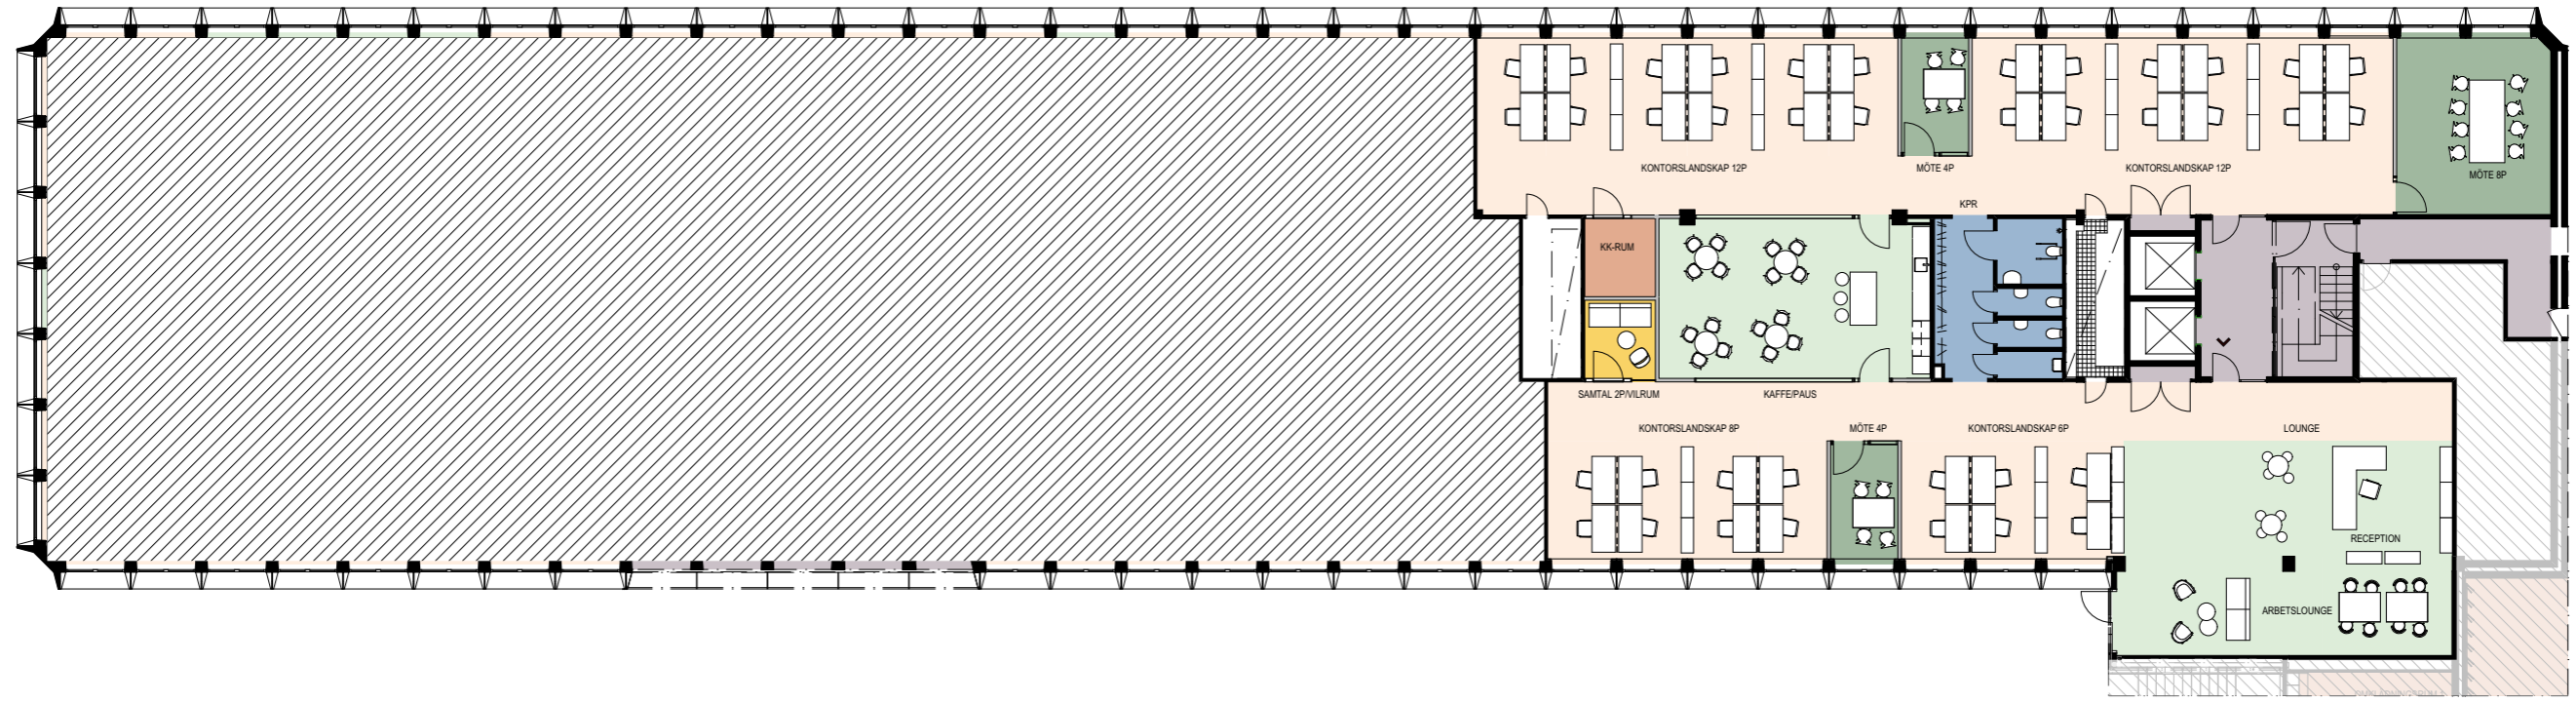 KONTORSLANDSKAP 12P
MÖTE 4P
KONTORSLANDSKAP 12P
MÖTE 8P
KPR
KK-RUM
SAMTAL 2P/VILRUM
KAFFE/PAUS
KONTORSLANDSKAP 8P
MÖTE 4P
KONTORSLANDSKAP 6P
LOUNGE
RECEPTION
ARBETSLOUNGE